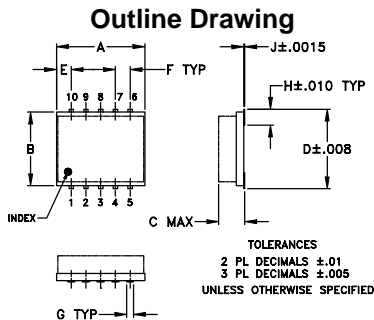 Outline Drawing
A
J±.0015
E
F TYP
H±.010 TYP
10 9 8 7 6
B
D±.008
INDEX
1 2 3 4 5
C MAX
TOLERANCES
2 PL DECIMALS ±.01
3 PL DECIMALS ±.005
UNLESS OTHERWISE SPECIFIED
G TYP